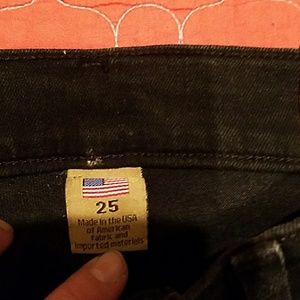 25
Made in the USA
of American
fabric and
imported materials